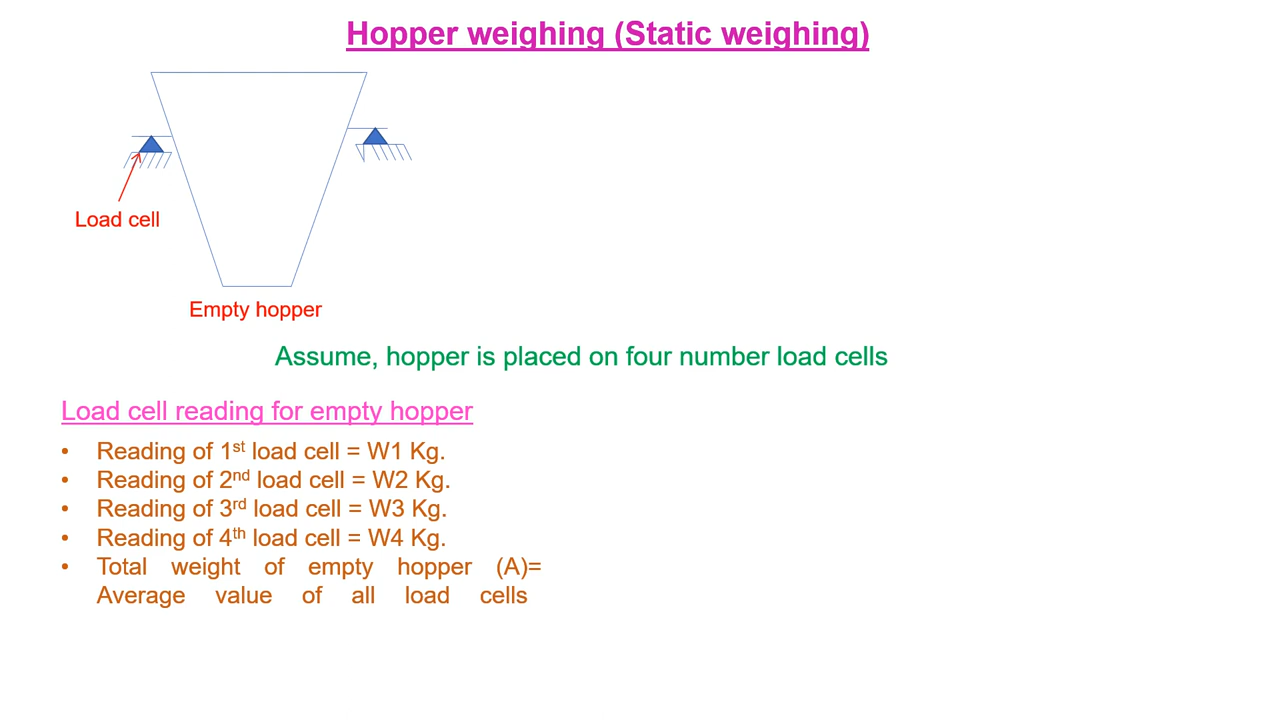 Hopper weighing (Static weighing)
Load cell
Empty hopper
Assume, hopper is placed on four number load cells
Load cell reading for empty hopper
• Reading of 1st load cell = W1 Kg.
• Reading of 2nd load cell = W2 Kg.
• Reading of 3rd load cell = W3 Kg.
• Reading of 4th load cell = W4 Kg.
• Total weight of empty hopper (A)=
Average value of all load cells